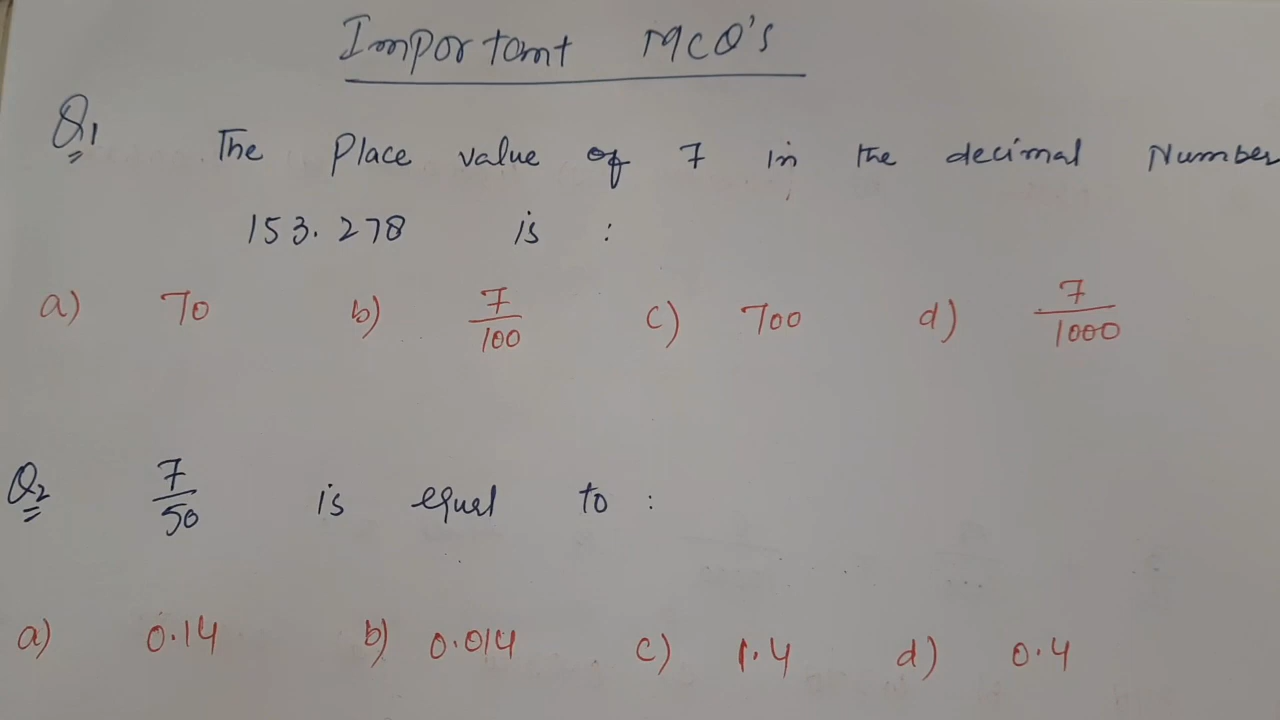 Important MCQ's
Q1 The Place value of 7 in the decimal Number
153.278 is :
a) 70 b) 7/100 c) 700 d) 7/1000
Q2 7/50 is equal to :
a) 0.14 b) 0.014 c) 1.4 d) 0.4